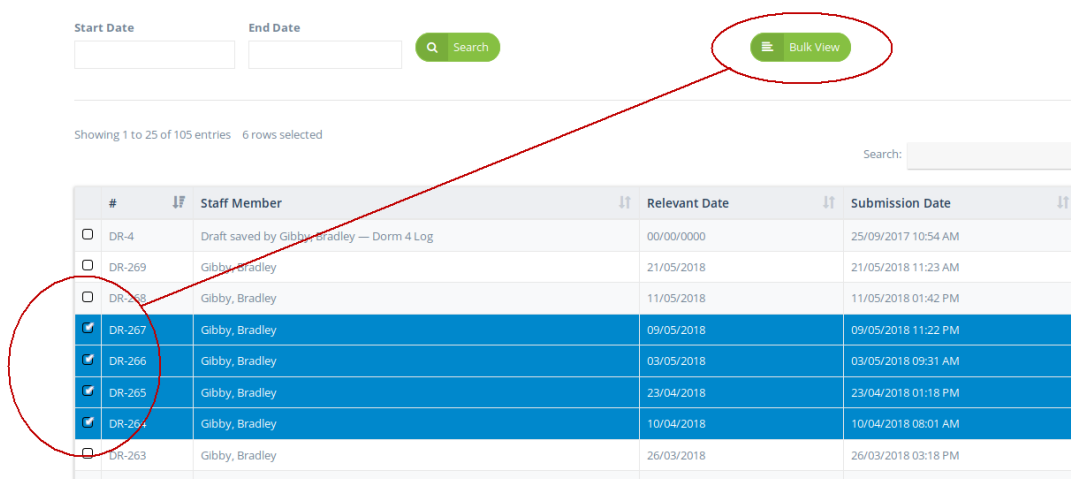 Start Date End Date
Search Bulk View
Showing 1 to 25 of 105 entries 6 rows selected
Search:
# Staff Member Relevant Date Submission Date
DR-4 Draft saved by Gibby, Bradley — Dorm 4 Log 00/00/0000 25/09/2017 10:54 AM
DR-269 Gibby, Bradley 21/05/2018 21/05/2018 11:23 AM
DR-268 Gibby, Bradley 11/05/2018 11/05/2018 01:42 PM
DR-267 Gibby, Bradley 09/05/2018 09/05/2018 11:22 PM
DR-266 Gibby, Bradley 03/05/2018 03/05/2018 09:31 AM
DR-265 Gibby, Bradley 23/04/2018 23/04/2018 01:18 PM
DR-264 Gibby, Bradley 10/04/2018 10/04/2018 08:01 AM
DR-263 Gibby, Bradley 26/03/2018 26/03/2018 03:18 PM